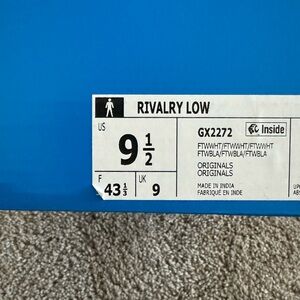 RIVALRY LOW
US
9 1/2
GX2272
Inside
FTWWHT/FTWWHT/FTWWHT
FTWBLA/FTWBLA/FTWBLA
ORIGINALS
ORIGINALS
F
43 1/3
UK
9
MADE IN INDIA
FABRIQUÉ EN INDE